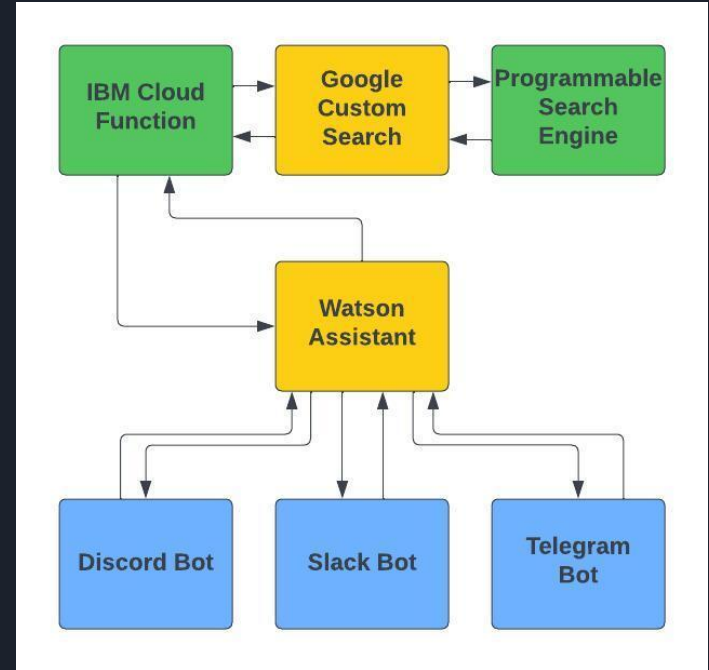 IBM Cloud
Function
Google
Custom
Search
Programmable
Search
Engine
Watson
Assistant
Discord Bot
Slack Bot
Telegram
Bot